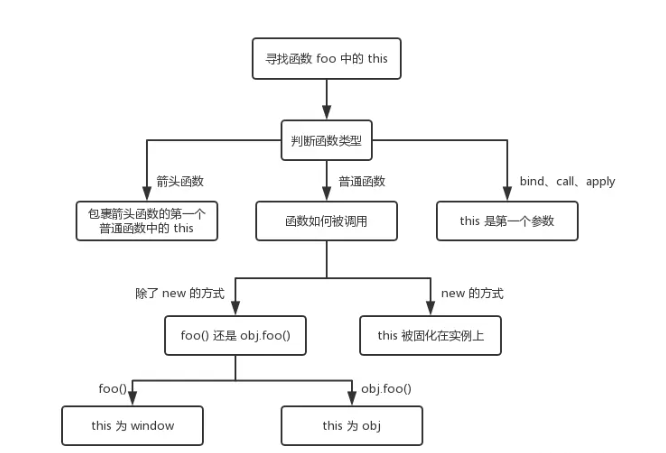 寻找函数 foo 中的 this
判断函数类型
箭头函数
普通函数
bind、call、apply
包裹箭头函数的第一个
普通函数中的 this
函数如何被调用
this 是第一个参数
除了 new 的方式
new 的方式
foo() 还是 obj.foo()
this 被固化在实例上
foo()
obj.foo()
this 为 window
this 为 obj